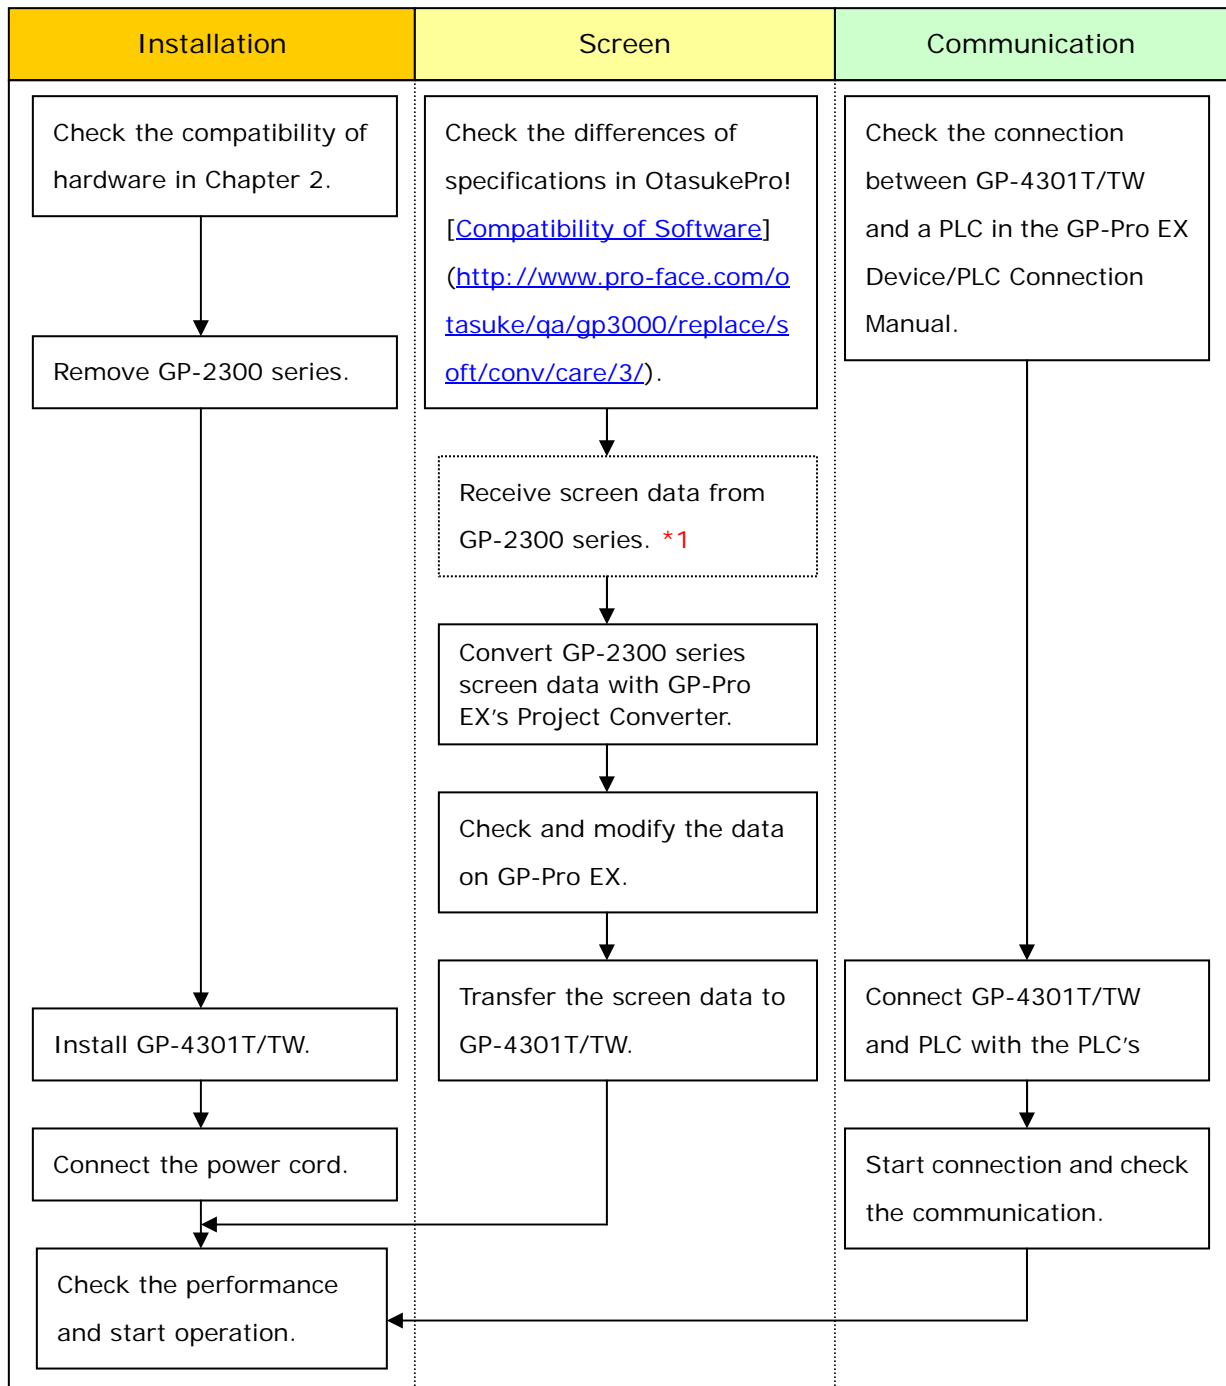 Installation
Screen
Communication
Check the compatibility of
hardware in Chapter 2.
Remove GP-2300 series.
Install GP-4301T/TW.
Connect the power cord.
Check the performance
and start operation.
Check the differences of
specifications in OtasukePro!
[Compatibility of Software]
(http://www.pro-face.com/o
tasuke/qa/gp3000/replace/s
oft/conv/care/3/).
Receive screen data from
GP-2300 series. *1
Convert GP-2300 series
screen data with GP-Pro
EX's Project Converter.
Check and modify the data
on GP-Pro EX.
Transfer the screen data to
GP-4301T/TW.
Check the connection
between GP-4301T/TW
and a PLC in the GP-Pro EX
Device/PLC Connection
Manual.
Connect GP-4301T/TW
and PLC with the PLC's
Start connection and check
the communication.